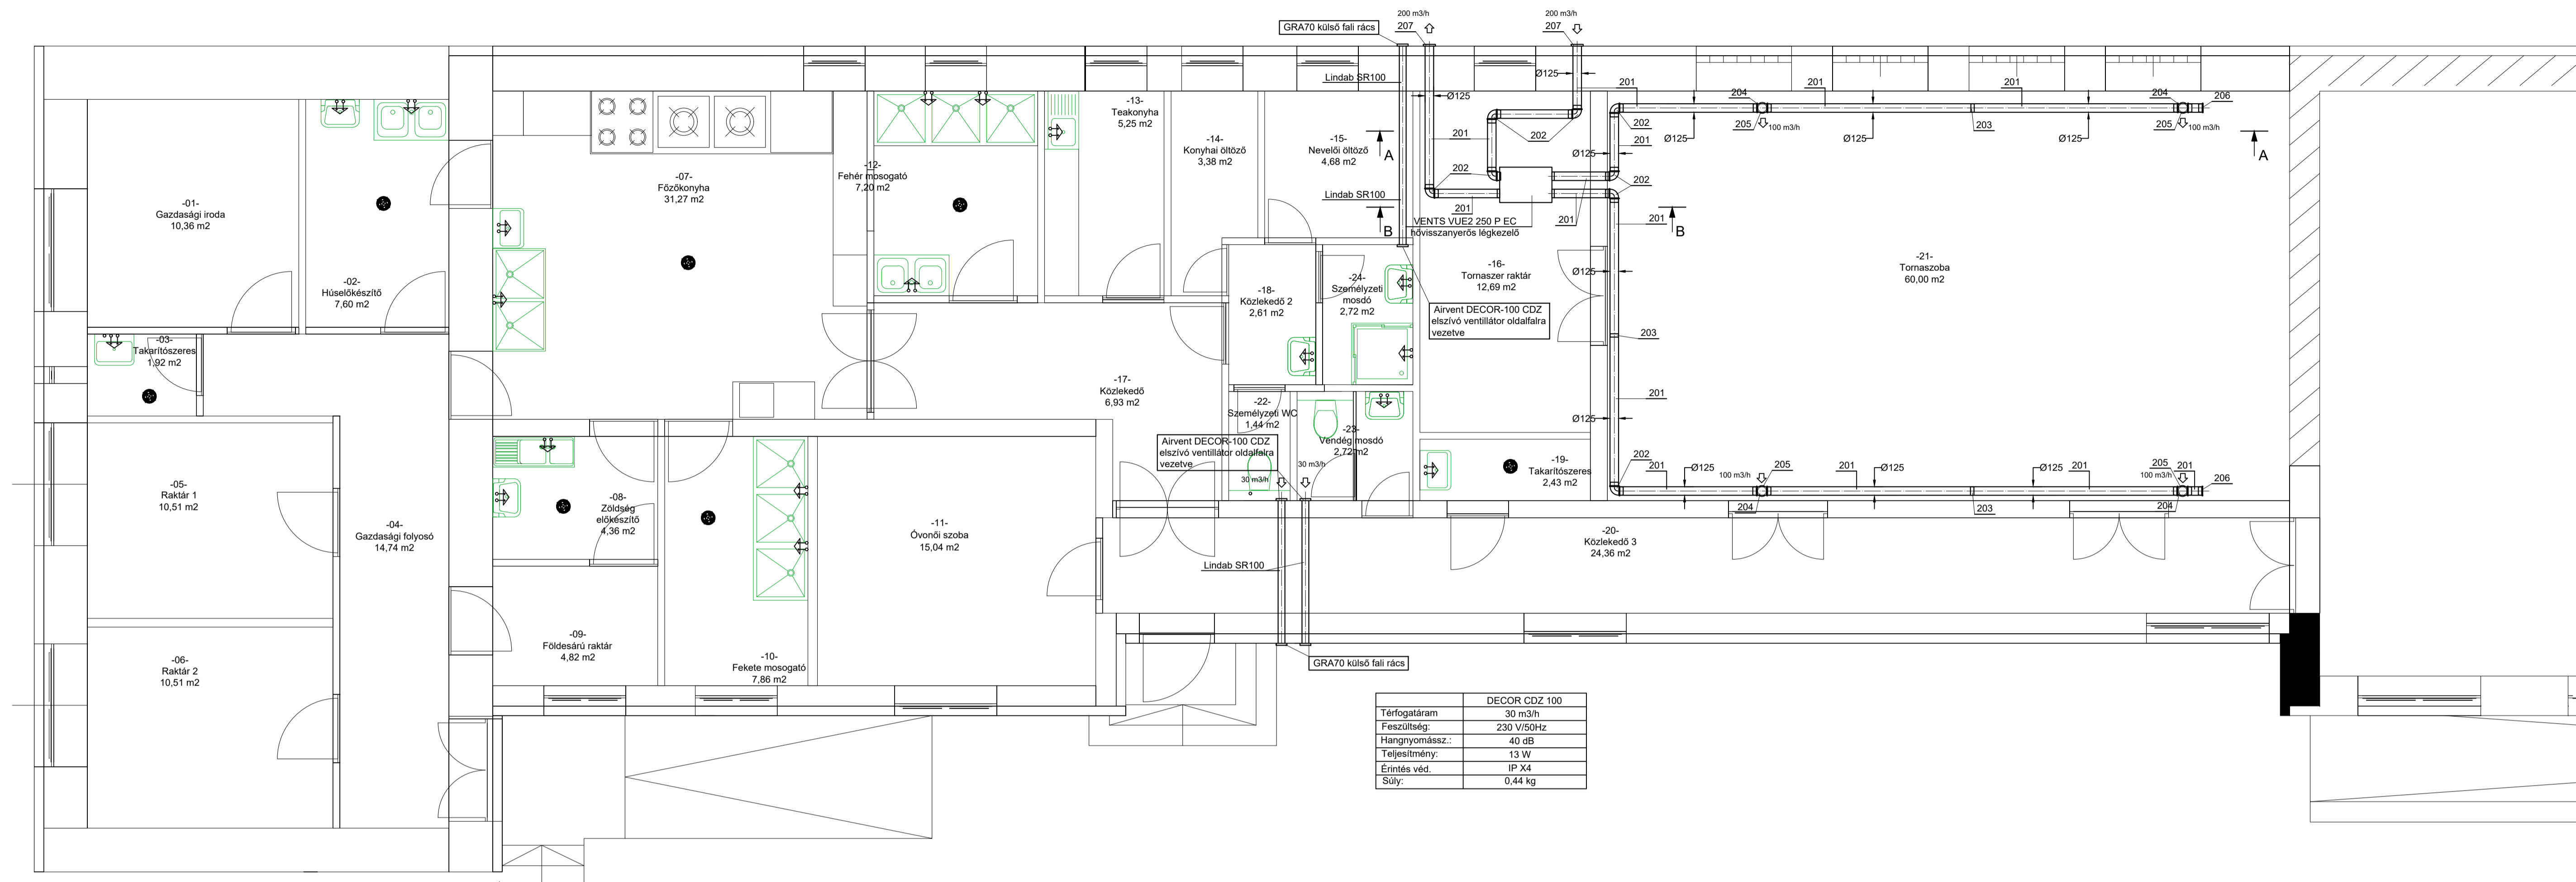 200 m3/h
200 m3/h
GRA70 külső fali rács
207
207
Lindab SR100
Ø125
Ø125
201
201
201
204
204
206
205
100 m3/h
205
100 m3/h
203
202
202
Ø125
Ø125
Ø125
201
201
Ø125
A
A
-01-
Gazdasági iroda
10,36 m2
-02-
Húselőkészítő
7,60 m2
-03-
Takarítószeres
1,92 m2
-07-
Főzőkonyha
31,27 m2
-12-
Fehér mosogató
7,20 m2
-13-
Teakonyha
5,25 m2
-14-
Konyhai öltöző
3,38 m2
-15-
Nevelői öltöző
4,68 m2
202
202
Lindab SR100
201
201
201
B
B
VENTS VUE2 250 P EC
hővisszanyerős légkezelő
-16-
Tornaszer raktár
12,69 m2
Ø125
-21-
Tornaszoba
60,00 m2
-18-
Közlekedő 2
2,61 m2
-24-
Személyzeti
mosdó
2,72 m2
Airvent DECOR-100 CDZ
elszívó ventillátor oldalfalra
vezetve
203
-17-
Közlekedő
6,93 m2
201
Ø125
-22-
Személyzeti WC
1,44 m2
-23-
Vendég mosdó
2,72 m2
Airvent DECOR-100 CDZ
elszívó ventillátor oldalfalra
vezetve
30 m3/h
30 m3/h
-19-
Takarítószeres
2,43 m2
202
201
Ø125
100 m3/h
205
201
Ø125
Ø125
201
205
100 m3/h
201
206
204
203
204
-05-
Raktár 1
10,51 m2
-04-
Gazdasági folyosó
14,74 m2
-08-
Zöldség
előkészítő
4,36 m2
-11-
Óvonői szoba
15,04 m2
-20-
Közlekedő 3
24,36 m2
Lindab SR100
-06-
Raktár 2
10,51 m2
-09-
Földesárú raktár
4,82 m2
-10-
Fekete mosogató
7,86 m2
GRA70 külső fali rács
DECOR CDZ 100
Térfogatáram 30 m3/h
Feszültség: 230 V/50Hz
Hangnyomássz.: 40 dB
Teljesítmény: 13 W
Érintés véd. IP X4
Súly: 0,44 kg